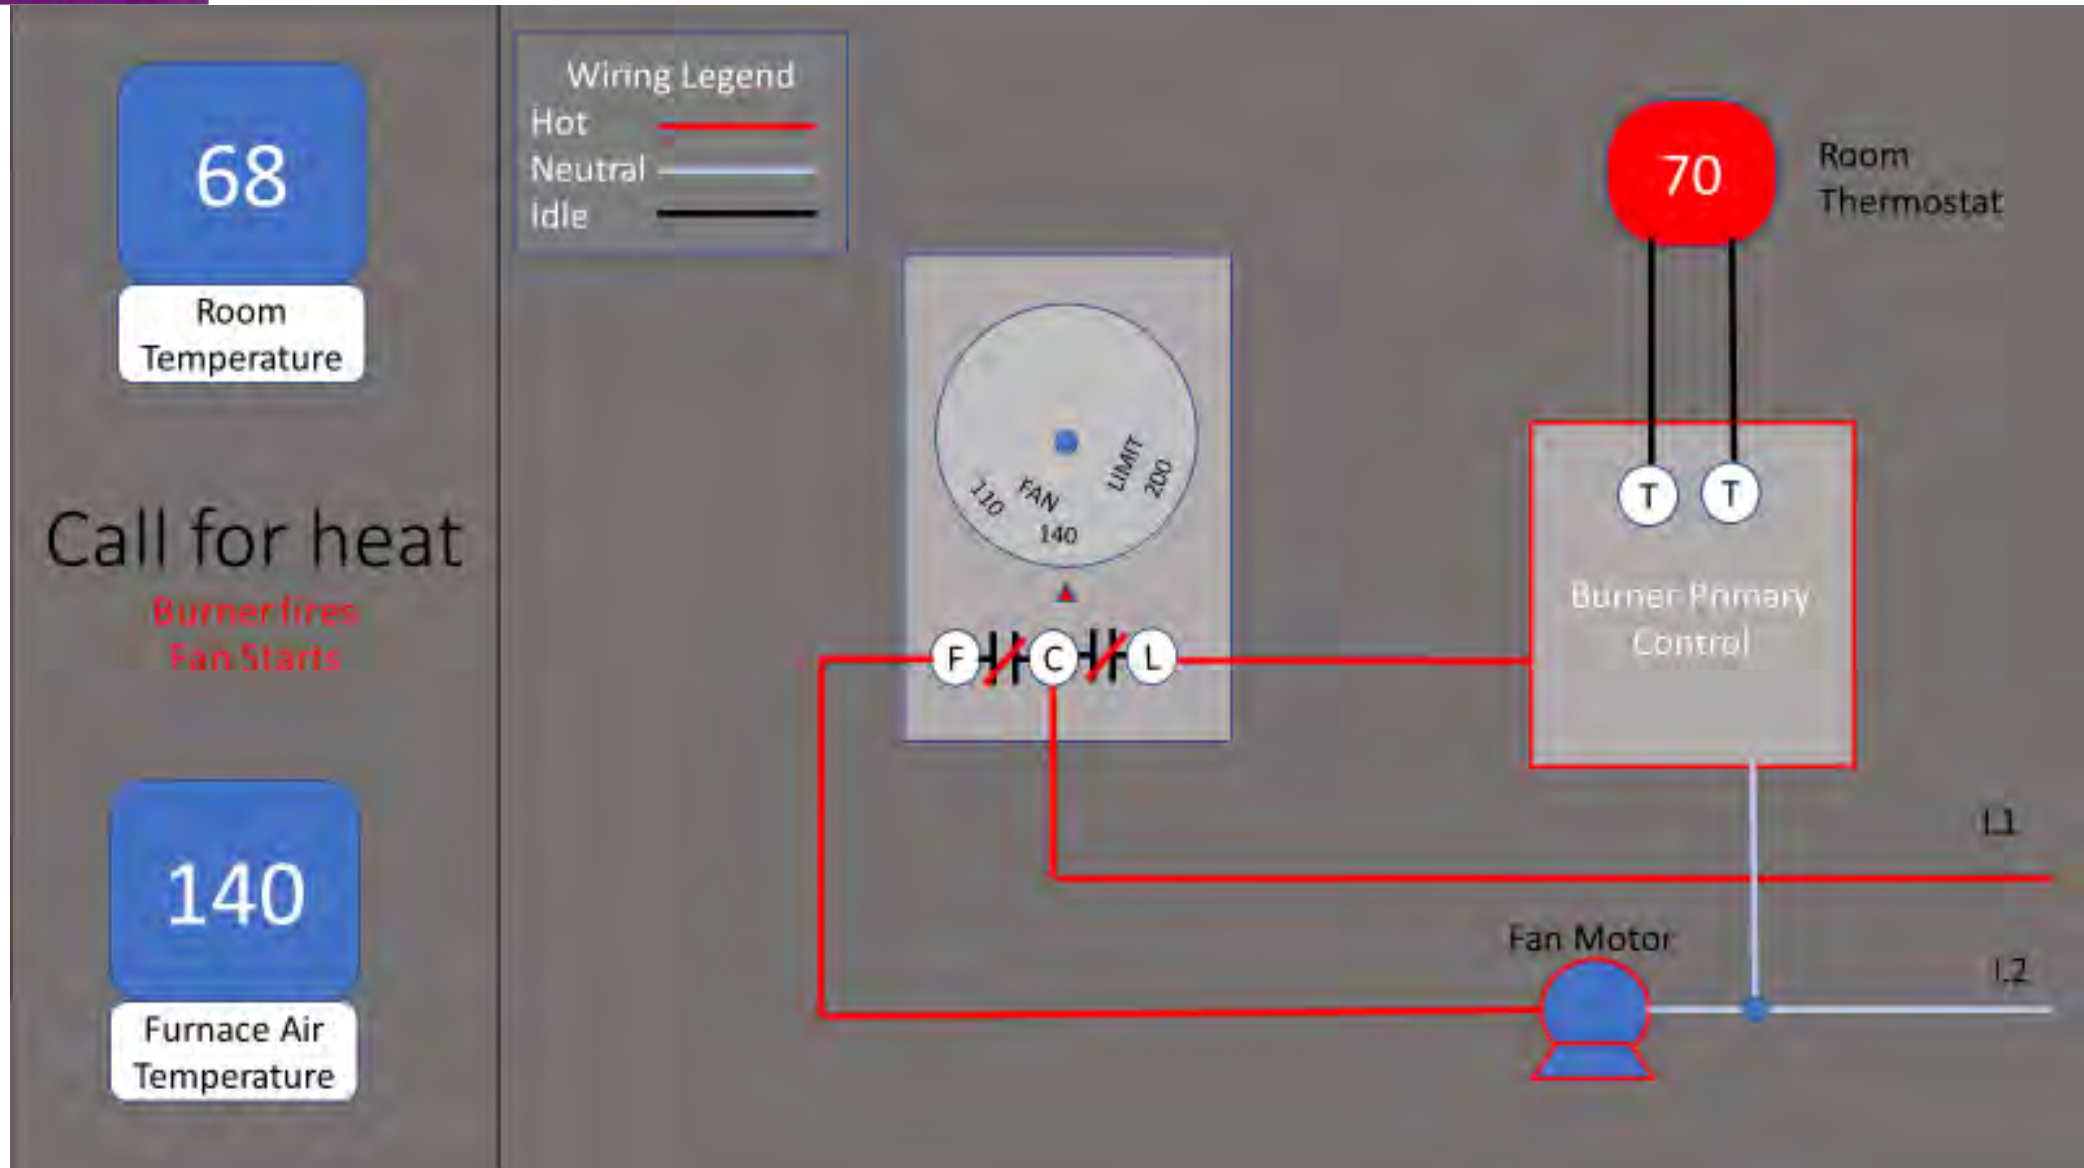 68
Room
Temperature
Call for heat
Burner fires
Fan Starts
140
Furnace Air
Temperature
Wiring Legend
Hot
Neutral
Idle
110
FAN
140
LIMIT
200
F
C
L
70
Room
Thermostat
T
T
Burner Primary
Control
L1
Fan Motor
L2